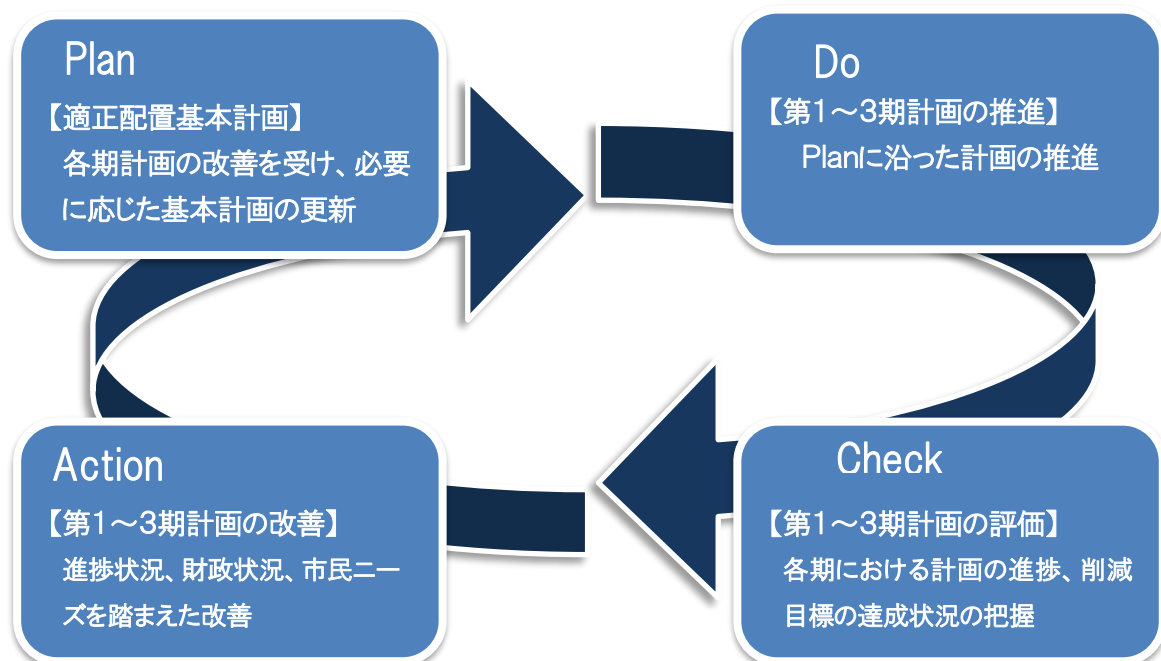 Plan
【適正配置基本計画】
各期計画の改善を受け、必要
に応じた基本計画の更新
Do
【第1～3期計画の推進】
Planに沿った計画の推進
Check
【第1～3期計画の評価】
各期における計画の進捗、削減
目標の達成状況の把握
Action
【第1～3期計画の改善】
進捗状況、財政状況、市民ニー
ズを踏まえた改善